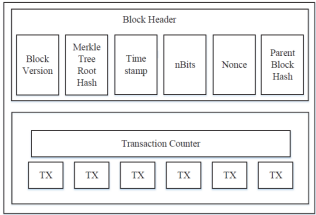 Block Header
Block
Version
Merkle
Tree
Root
Hash
Time
stamp
nBits
Nonce
Parent
Block
Hash
Transaction Counter
TX
TX
TX
TX
TX
TX